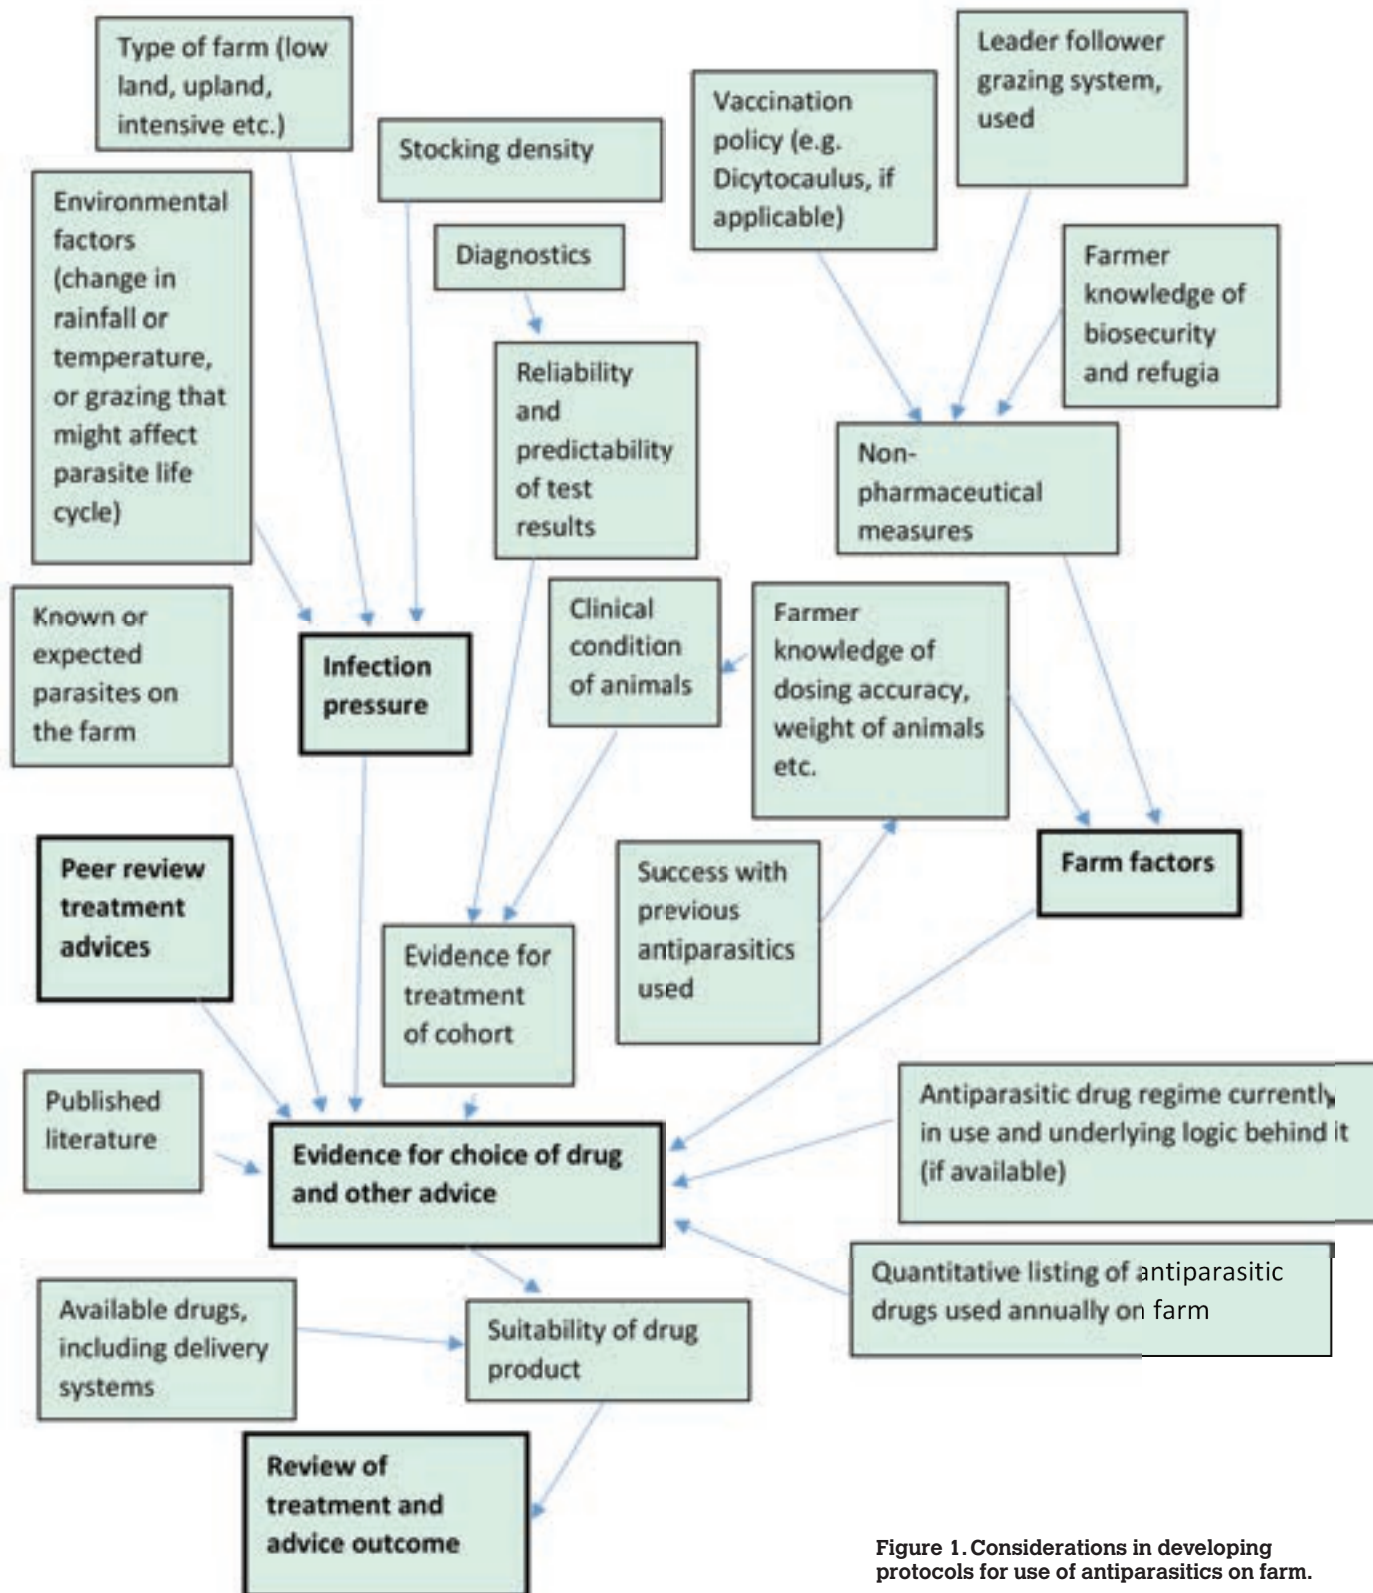 Type of farm (low
land, upland,
intensive etc.)
Stocking density
Vaccination
policy (e.g.
Dicytocaulus, if
applicable)
Leader follower
grazing system,
used
Environmental
factors
(change in
rainfall or
temperature,
or grazing that
might affect
parasite life
cycle)
Diagnostics
Farmer
knowledge of
biosecurity
and refugia
Reliability
and
predictability
of test
results
Non-
pharmaceutical
measures
Known or
expected
parasites on
the farm
Infection
pressure
Clinical
condition
of animals
Farmer
knowledge of
dosing accuracy,
weight of animals
etc.
Peer review
treatment
advices
Success with
previous
antiparasitics
used
Farm factors
Evidence for
treatment
of cohort
Published
literature
Evidence for choice of drug
and other advice
Antiparasitic drug regime currently
in use and underlying logic behind it
(if available)
Quantitative listing of antiparasitic
drugs used annually on farm
Available drugs,
including delivery
systems
Suitability of drug
product
Review of
treatment and
advice outcome
Figure 1. Considerations in developing
protocols for use of antiparasitics on farm.